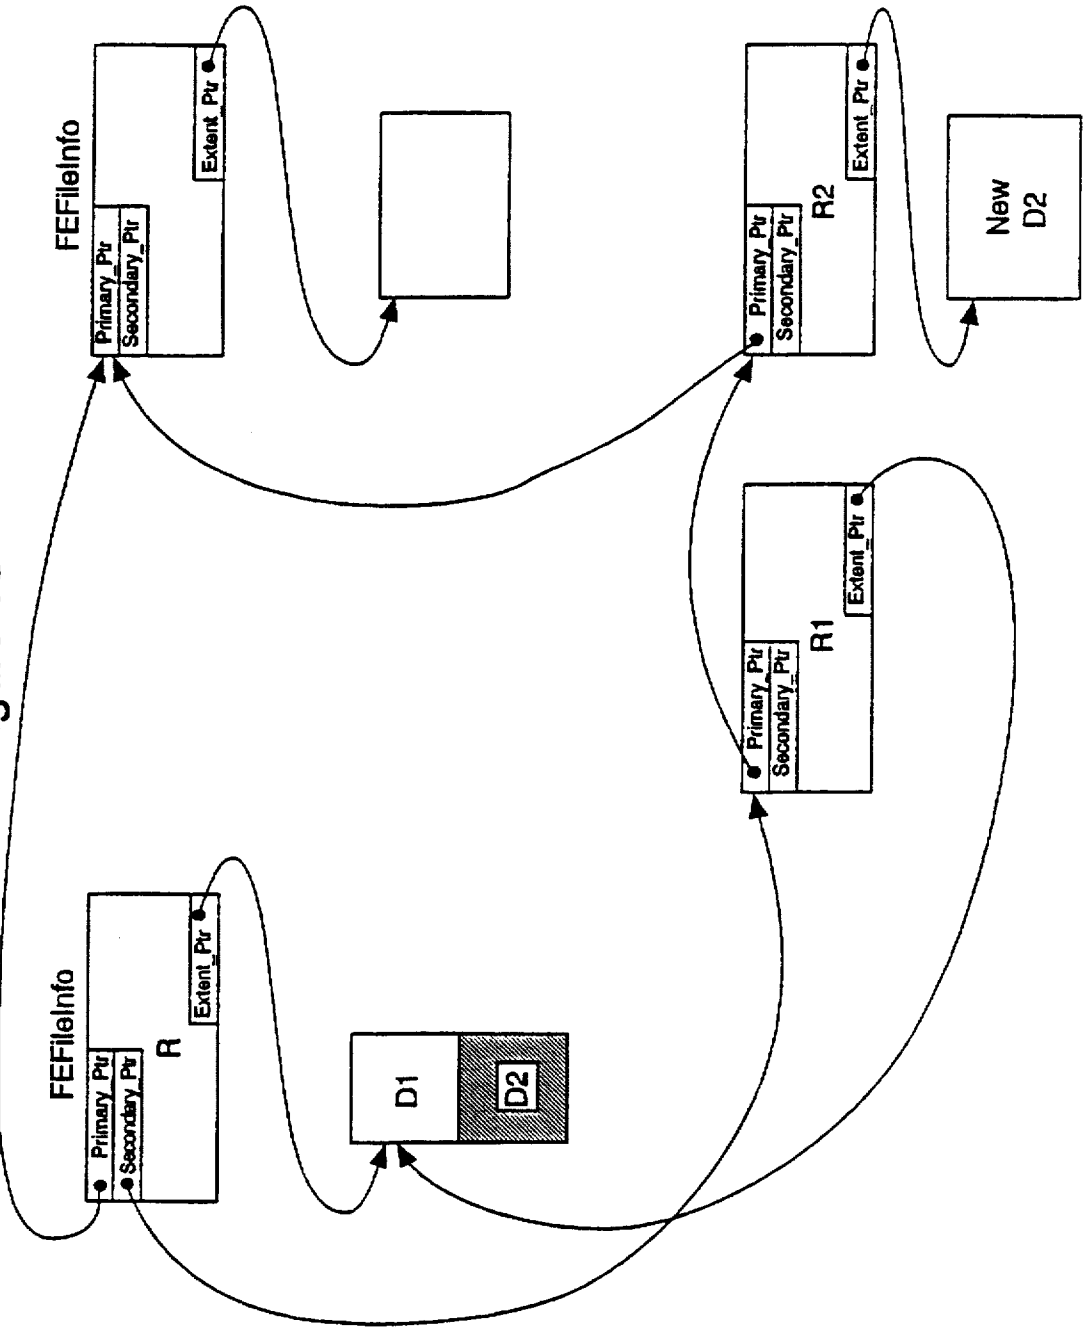 FEFileInfo
Primary_Ptr
Secondary_Ptr
R
Extent_Ptr
D1
D2
FEFileInfo
Primary_Ptr
Secondary_Ptr
Extent_Ptr
Primary_Ptr
Secondary_Ptr
R1
Extent_Ptr
Primary_Ptr
Secondary_Ptr
R2
Extent_Ptr
New
D2